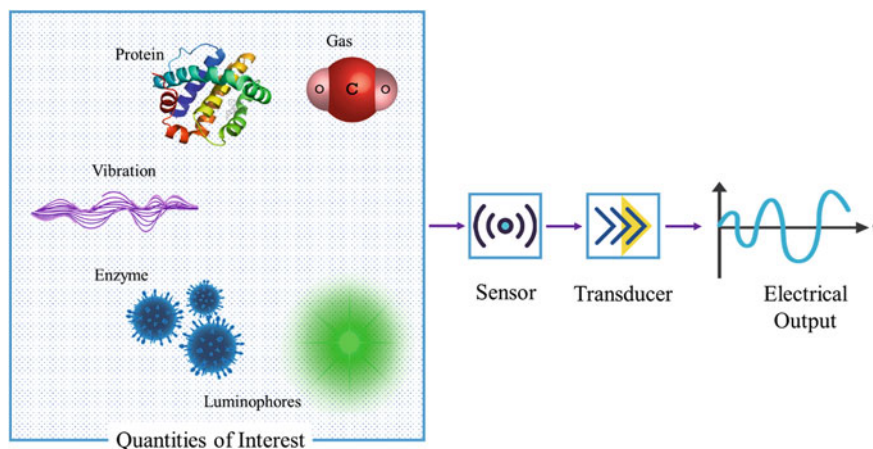 Protein
Gas
O C O
Vibration
Enzyme
Luminophores
Quantities of Interest
Sensor
Transducer
Electrical
Output